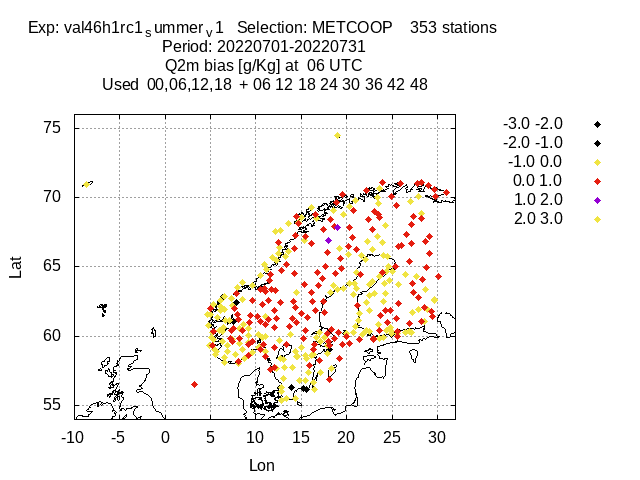 Exp: val46h1rc1_summer_v1 Selection: METCOOP 353 stations
Period: 20220701-20220731
Q2m bias [g/Kg] at 06 UTC
Used 00,06,12,18 + 06 12 18 24 30 36 42 48
-3.0 -2.0
-2.0 -1.0
-1.0 0.0
0.0 1.0
1.0 2.0
2.0 3.0
75
70
65
60
55
Lat
-10 -5 0 5 10 15 20 25 30
Lon